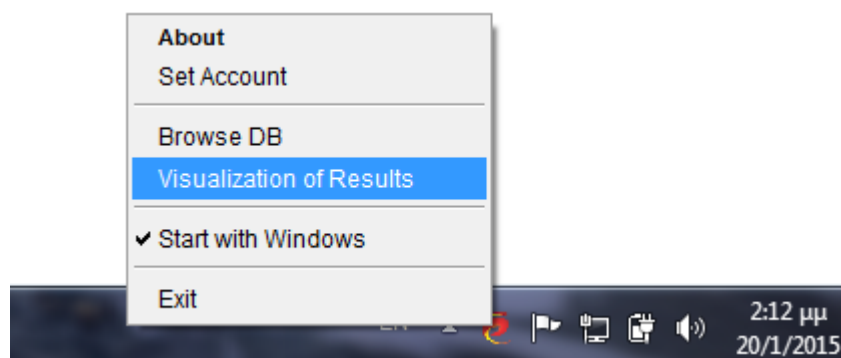 About
Set Account
Browse DB
Visualization of Results
Start with Windows
Exit
2:12 μμ
20/1/2015